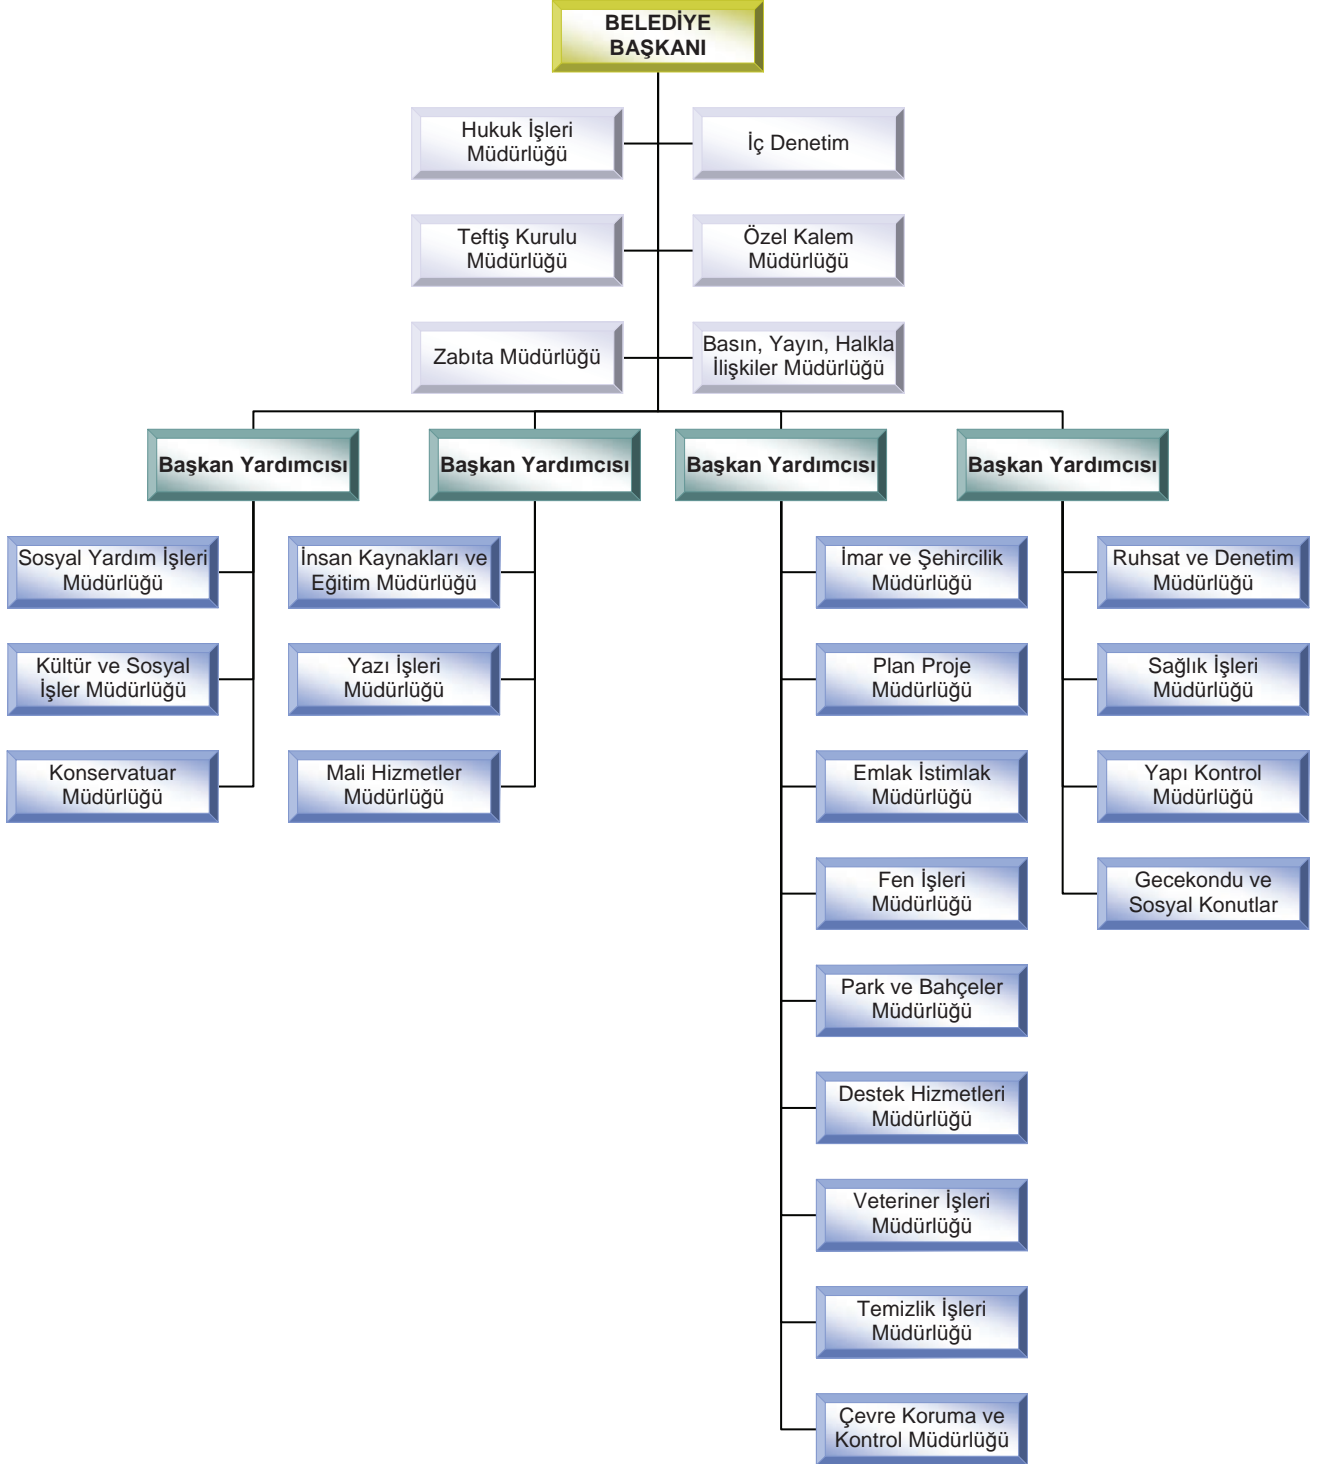 BELEDİYE
BAŞKANI
Hukuk İşleri
Müdürlüğü
İç Denetim
Teftiş Kurulu
Müdürlüğü
Özel Kalem
Müdürlüğü
Zabıta Müdürlüğü
Basın, Yayın, Halkla
İlişkiler Müdürlüğü
Başkan Yardımcısı
Başkan Yardımcısı
Başkan Yardımcısı
Başkan Yardımcısı
Sosyal Yardım İşleri
Müdürlüğü
Kültür ve Sosyal
İşler Müdürlüğü
Konservatuar
Müdürlüğü
İnsan Kaynakları ve
Eğitim Müdürlüğü
Yazı İşleri
Müdürlüğü
Mali Hizmetler
Müdürlüğü
İmar ve Şehircilik
Müdürlüğü
Plan Proje
Müdürlüğü
Emlak İstimlak
Müdürlüğü
Fen İşleri
Müdürlüğü
Park ve Bahçeler
Müdürlüğü
Destek Hizmetleri
Müdürlüğü
Veteriner İşleri
Müdürlüğü
Temizlik İşleri
Müdürlüğü
Çevre Koruma ve
Kontrol Müdürlüğü
Ruhsat ve Denetim
Müdürlüğü
Sağlık İşleri
Müdürlüğü
Yapı Kontrol
Müdürlüğü
Gecekondu ve
Sosyal Konutlar